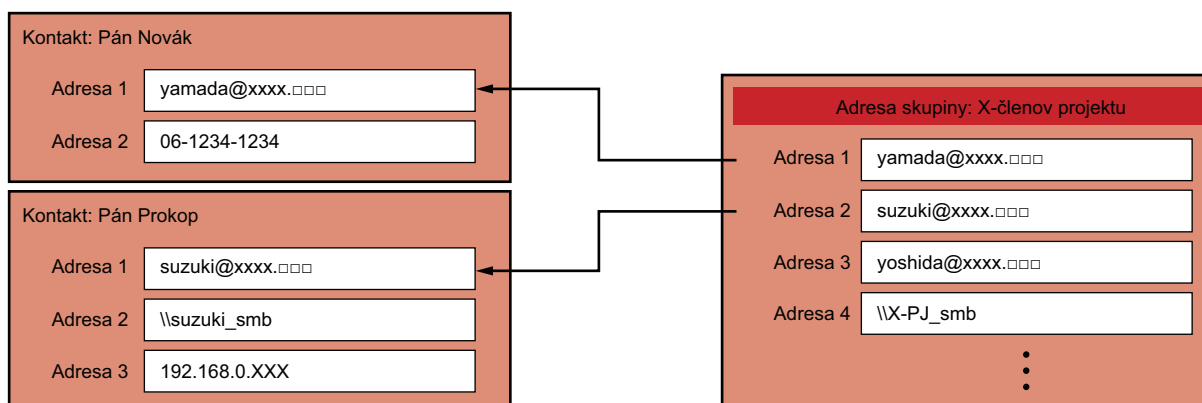 Kontakt: Pán Novák
Adresa 1 yamada@xxxx.□□□
Adresa 2 06-1234-1234
Kontakt: Pán Prokop
Adresa 1 suzuki@xxxx.□□□
Adresa 2 \\suzuki_smb
Adresa 3 192.168.0.XXX
Adresa skupiny: X-členov projektu
Adresa 1 yamada@xxxx.□□□
Adresa 2 suzuki@xxxx.□□□
Adresa 3 yoshida@xxxx.□□□
Adresa 4 \\X-PJ_smb